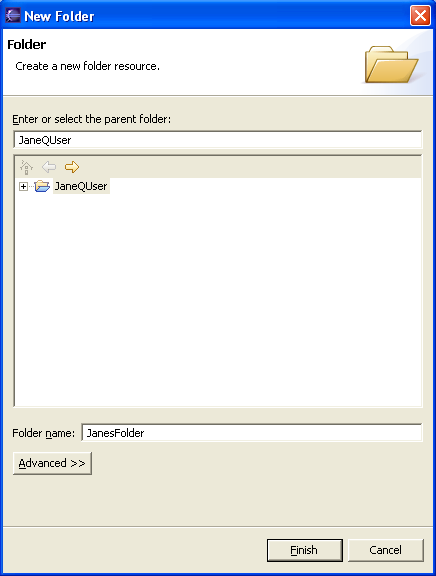 New Folder
Folder
Create a new folder resource.
Enter or select the parent folder:
JaneQUser
JaneQUser
Folder name: JanesFolder
Advanced >>
Finish Cancel